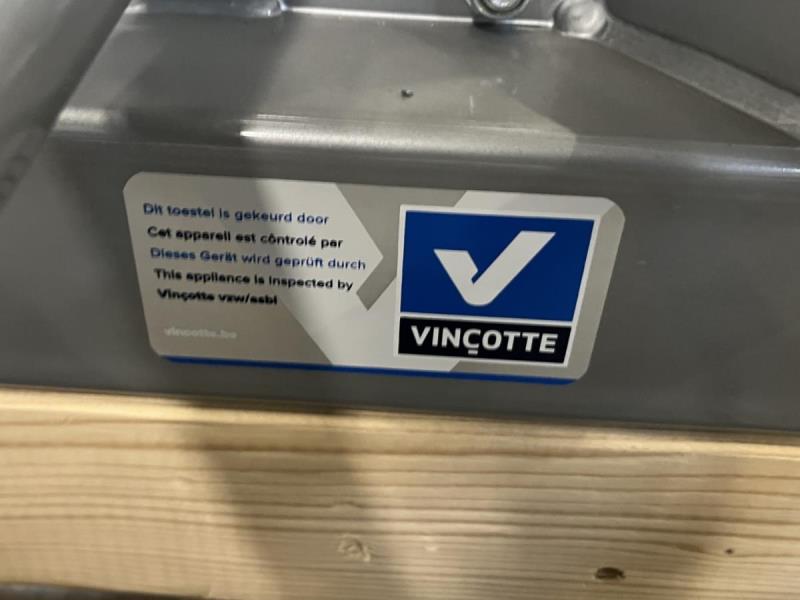 Dit toestel is gekeurd door
Cet appareil est côntrolé par
Dieses Gerät wird geprüft durch
This appliance is inspected by
Vinçotte vzw/asbl
vincotte.be
VINÇOTTE